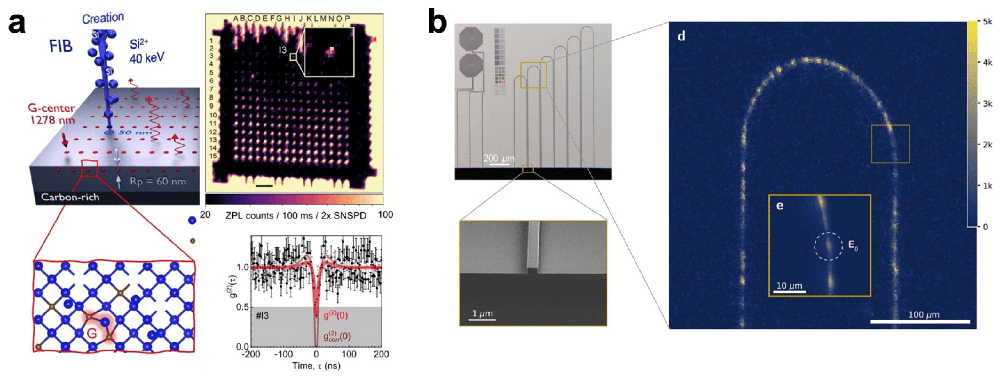 a
Creation
FIB
Si
Si
Si²⁺
40 keV
G-center
1278 nm
50 nm
Rp = 60 nm
Carbon-rich
G
A B C D E F G H I J K L M N O P
1
2
3
4
5
6
7
8
9
10
11
12
13
14
15
I3
20
ZPL counts / 100 ms / 2x SNSPD
100
g⁽²⁾(τ)
1.0
0.5
0.0
#I3
g⁽²⁾(0)
g⁽²⁾corr(0)
-200
-100
0
100
200
Time, τ (ns)
b
200 μm
1 μm
d
e
E₀
10 μm
100 μm
5k
4k
3k
2k
1k
0